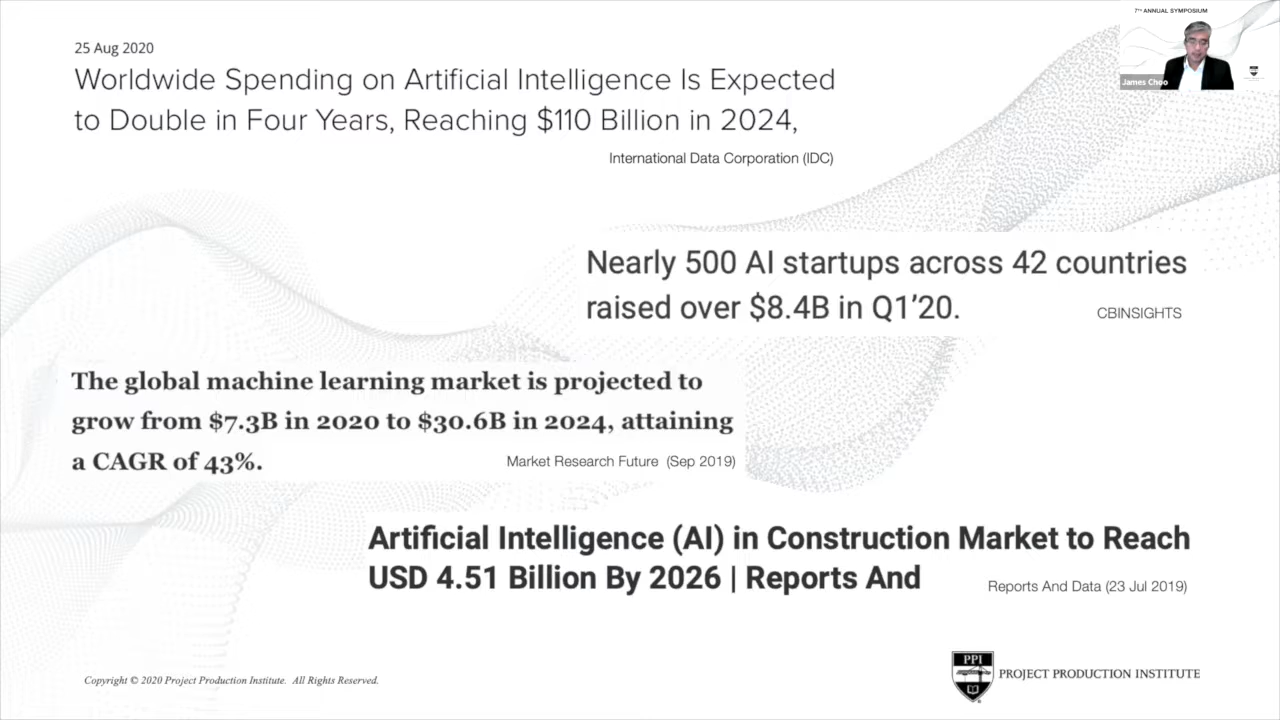 7TH ANNUAL SYMPOSIUM
James Choo
25 Aug 2020
Worldwide Spending on Artificial Intelligence Is Expected
to Double in Four Years, Reaching $110 Billion in 2024,
International Data Corporation (IDC)
Nearly 500 AI startups across 42 countries
raised over $8.4B in Q1’20.
CBINSIGHTS
The global machine learning market is projected to
grow from $7.3B in 2020 to $30.6B in 2024, attaining
a CAGR of 43%.
Market Research Future (Sep 2019)
Artificial Intelligence (AI) in Construction Market to Reach
USD 4.51 Billion By 2026 | Reports And
Reports And Data (23 Jul 2019)
PPI
PROJECT PRODUCTION INSTITUTE
Copyright © 2020 Project Production Institute. All Rights Reserved.